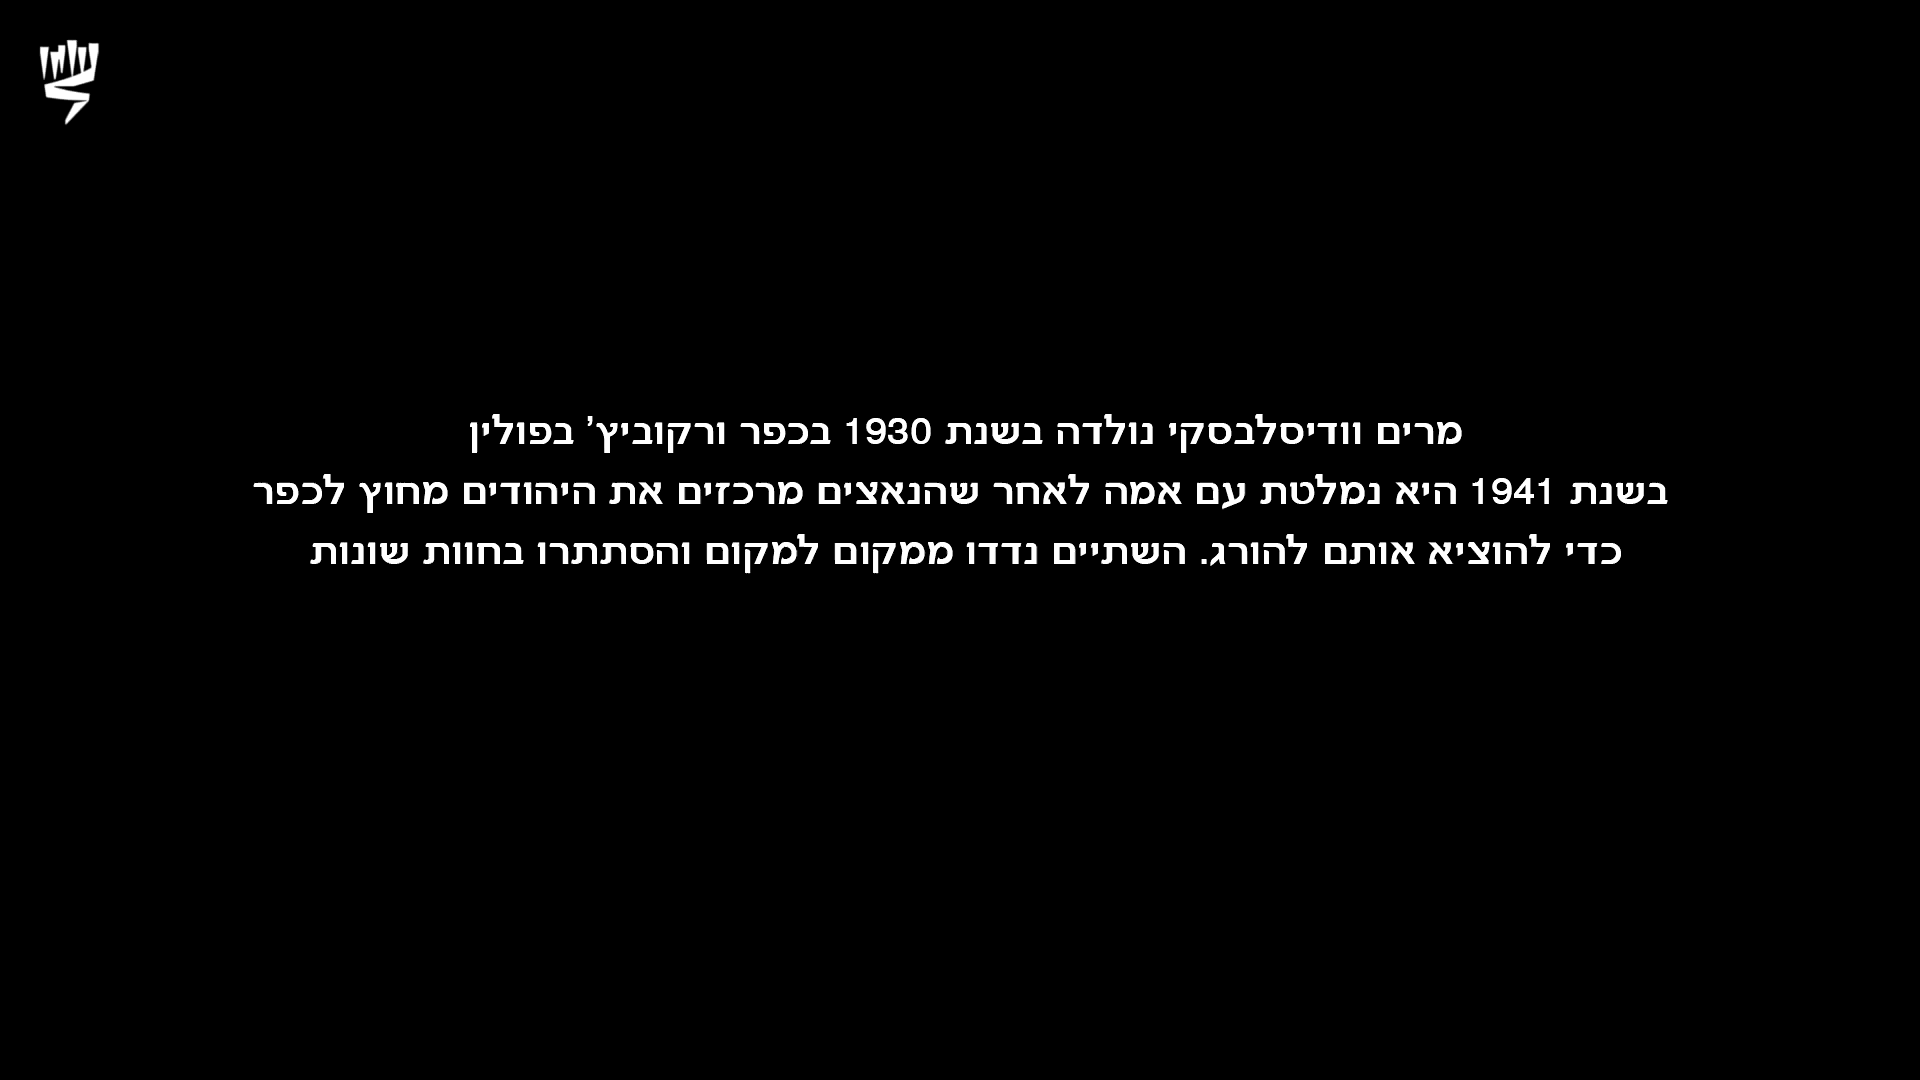 מרים וודיסלבסקי נולדה בשנת 1930 בכפר ורקוביץ' בפולין
בשנת 1941 היא נמלטת עם אמה לאחר שהנאצים מרכזים את היהודים מחוץ לכפר
כדי להוציא אותם להורג. השתיים נדדו ממקום למקום והסתתרו בחוות שונות